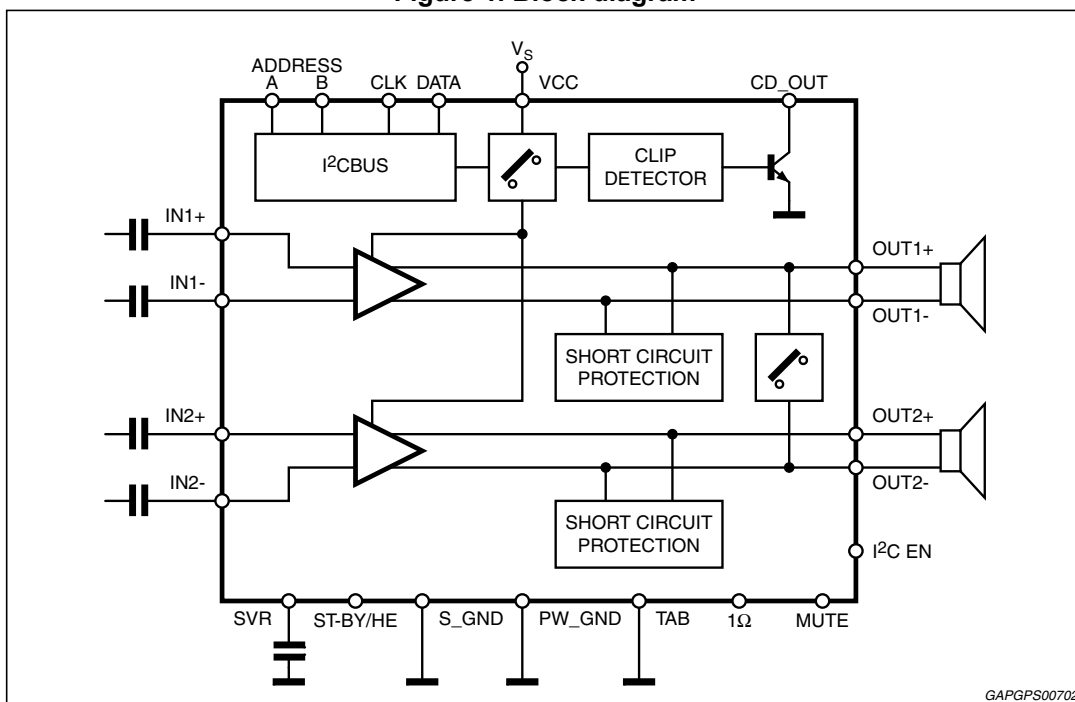 Figure 1. Block diagram
V_S
ADDRESS
A B CLK DATA VCC CD_OUT
I²CBUS
CLIP
DETECTOR
IN1+
IN1-
OUT1+
OUT1-
SHORT CIRCUIT
PROTECTION
IN2+
IN2-
OUT2+
OUT2-
SHORT CIRCUIT
PROTECTION
I²C EN
SVR ST-BY/HE S_GND PW_GND TAB 1Ω MUTE
GAPGPS00702